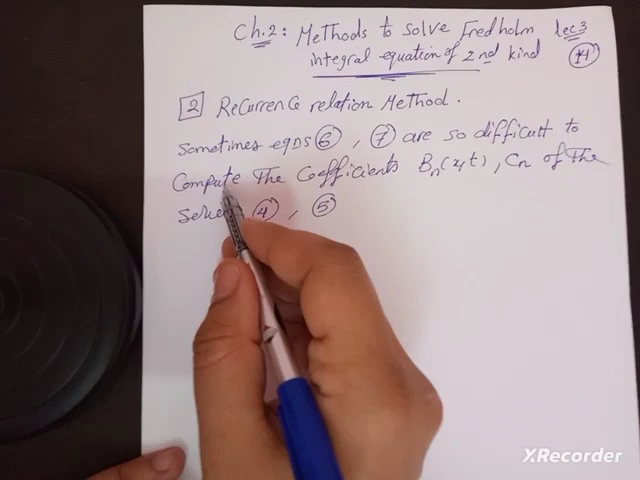 Ch.2: Methods to solve Fredholm lec3
integral equation of 2nd kind 14
2 Recurrence relation Method.
Sometimes eqns 6, 7 are so difficult to
Compute The Coefficients Bn(x,t), Cn of The
4, 5
XRecorder